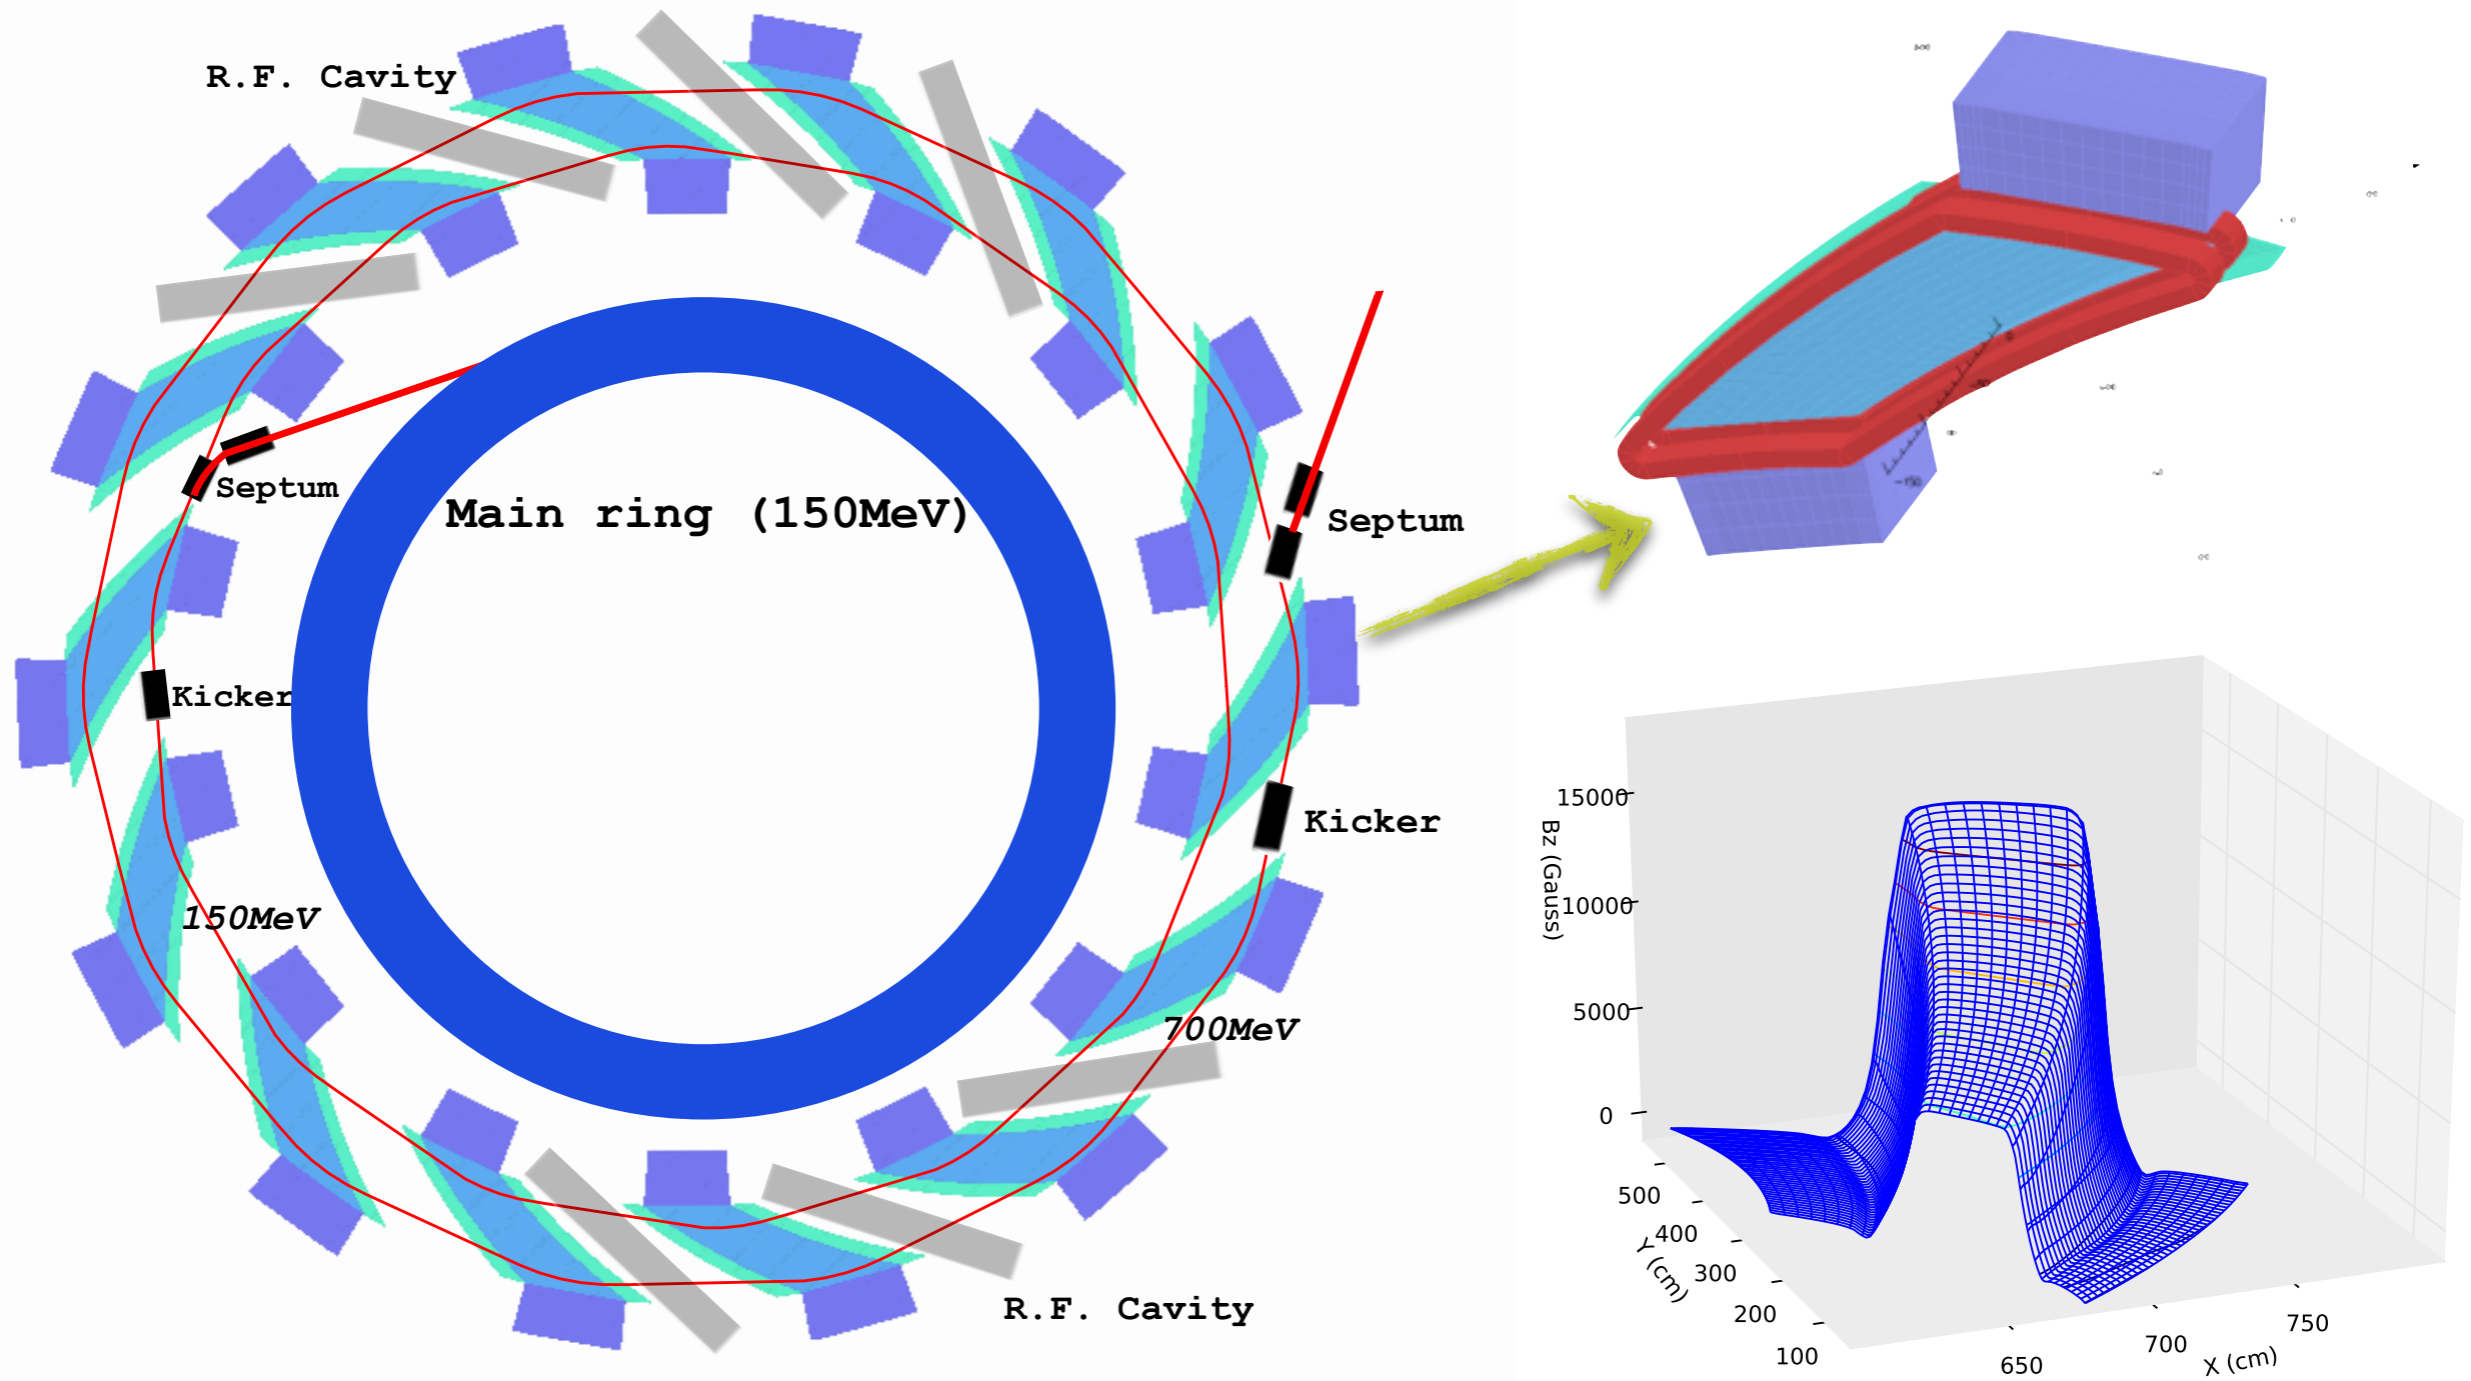 R.F. Cavity
Septum
Main ring (150MeV)
Septum
Kicker
Kicker
150MeV
700MeV
R.F. Cavity
15000
10000
5000
0
Bz (Gauss)
500
400
300
200
100
Y (cm)
650
700
750
X (cm)